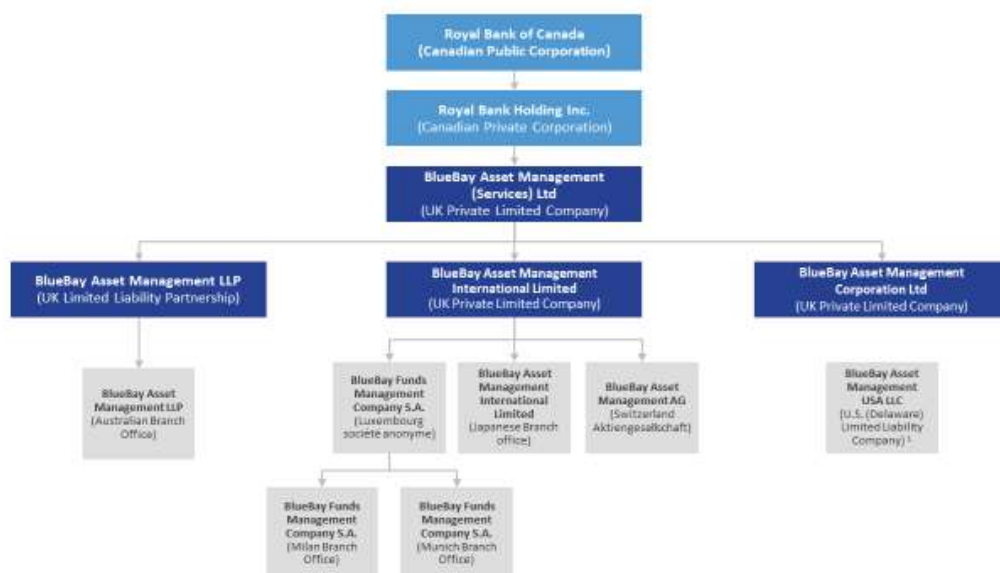 Royal Bank of Canada
(Canadian Public Corporation)
Royal Bank Holding Inc.
(Canadian Private Corporation)
BlueBay Asset Management
(Services) Ltd
(UK Private Limited Company)
BlueBay Asset Management LLP
(UK Limited Liability Partnership)
BlueBay Asset Management
International Limited
(UK Private Limited Company)
BlueBay Asset Management
Corporation Ltd
(UK Private Limited Company)
BlueBay Asset
Management LLP
(Australian Branch
Office)
BlueBay Funds
Management
Company S.A.
(Luxembourg
société anonyme)
BlueBay Asset
Management
International
Limited
(Japanese Branch
office)
BlueBay Asset
Management AG
(Switzerland
Aktiengesellschaft)
BlueBay Asset
Management
USA LLC
(U.S. (Delaware)
Limited Liability
Company)
BlueBay Funds
Management
Company S.A.
(Milan Branch
Office)
BlueBay Funds
Management
Company S.A.
(Munich Branch
Office)